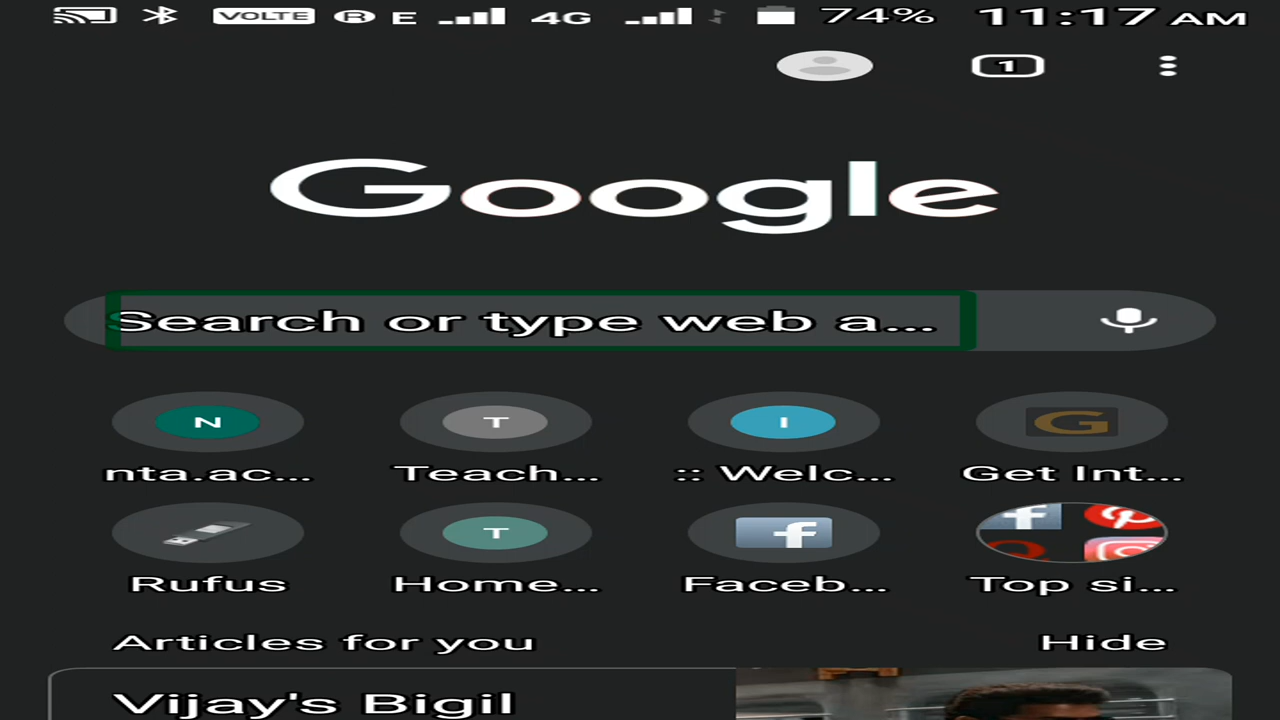 VOLTE R E 4G 74% 11:17 AM
1
Google
Search or type web a...
N T I G
nta.ac... Teach... :: Welc... Get Int...
T f
Rufus Home... Faceb... Top si...
Articles for you Hide
Vijay's Bigil